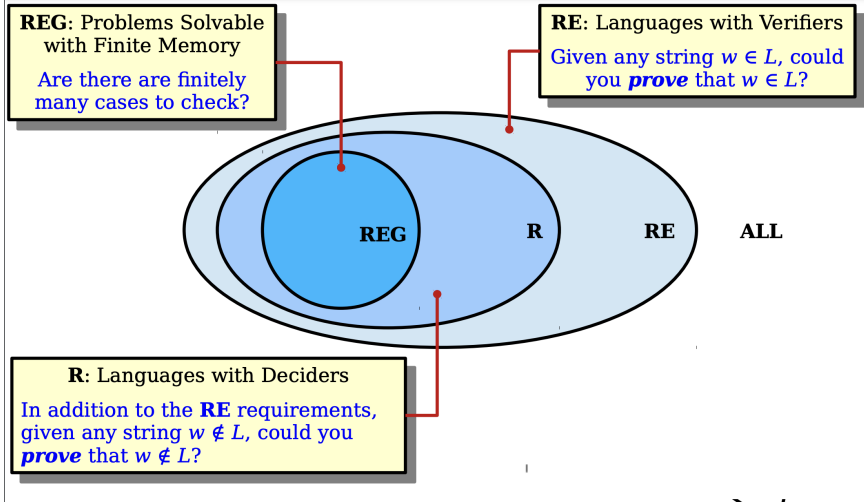 REG: Problems Solvable
with Finite Memory
Are there are finitely
many cases to check?
RE: Languages with Verifiers
Given any string w ∈ L, could
you prove that w ∈ L?
REG
R
RE
ALL
R: Languages with Deciders
In addition to the RE requirements,
given any string w ∉ L, could you
prove that w ∉ L?